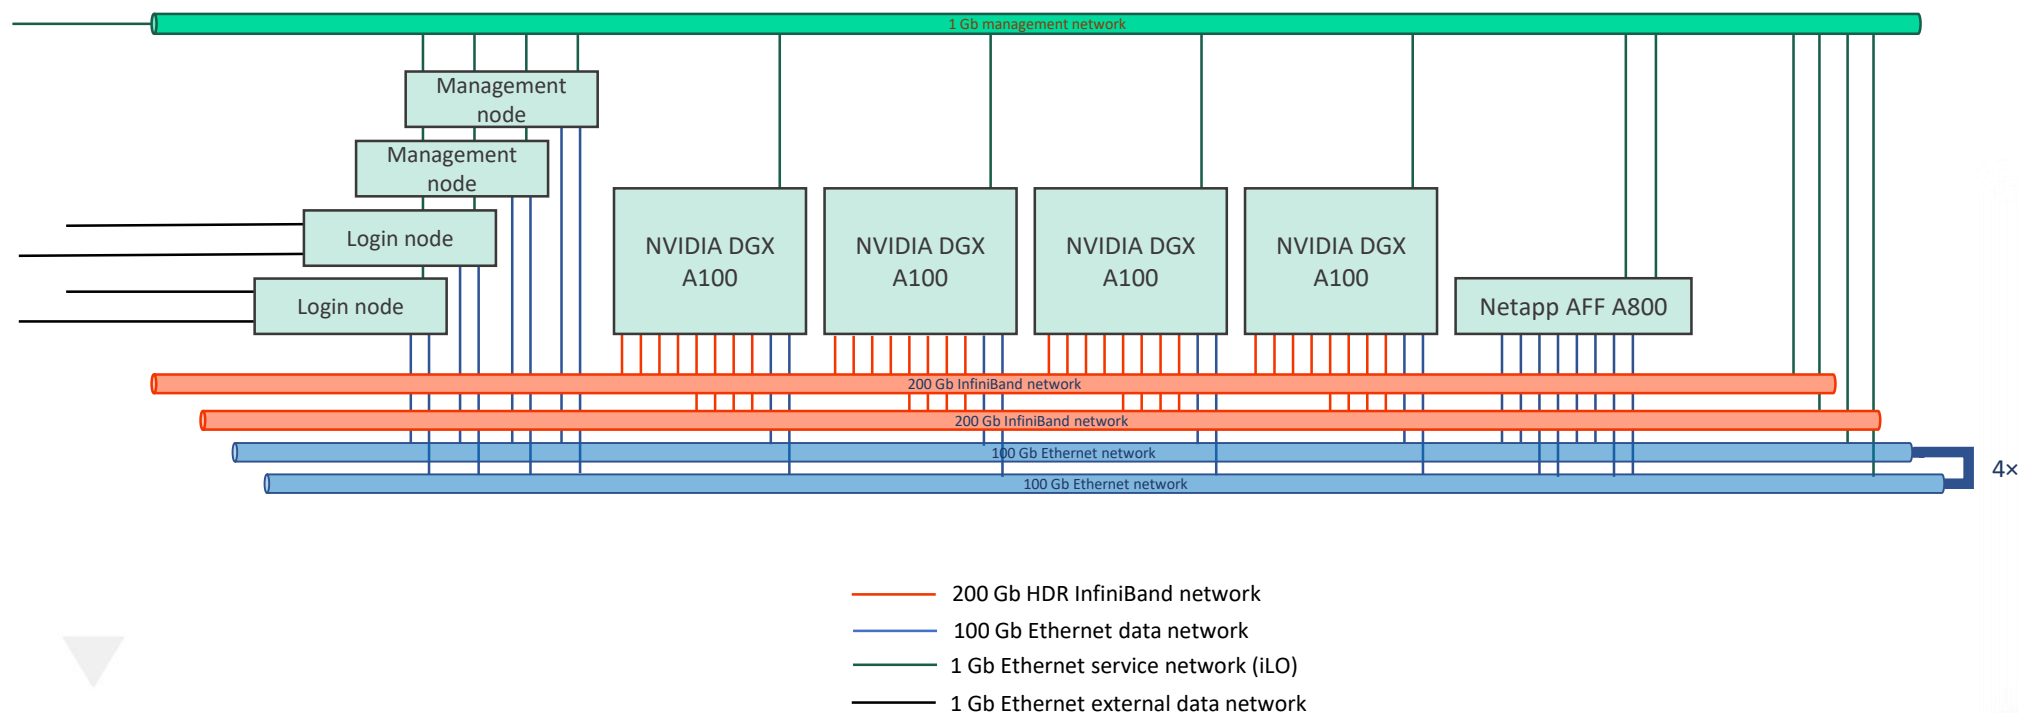 1 Gb management network
Management
node
Management
node
Login node
Login node
NVIDIA DGX
A100
NVIDIA DGX
A100
NVIDIA DGX
A100
NVIDIA DGX
A100
Netapp AFF A800
200 Gb InfiniBand network
200 Gb InfiniBand network
100 Gb Ethernet network
100 Gb Ethernet network
4×
200 Gb HDR InfiniBand network
100 Gb Ethernet data network
1 Gb Ethernet service network (iLO)
1 Gb Ethernet external data network